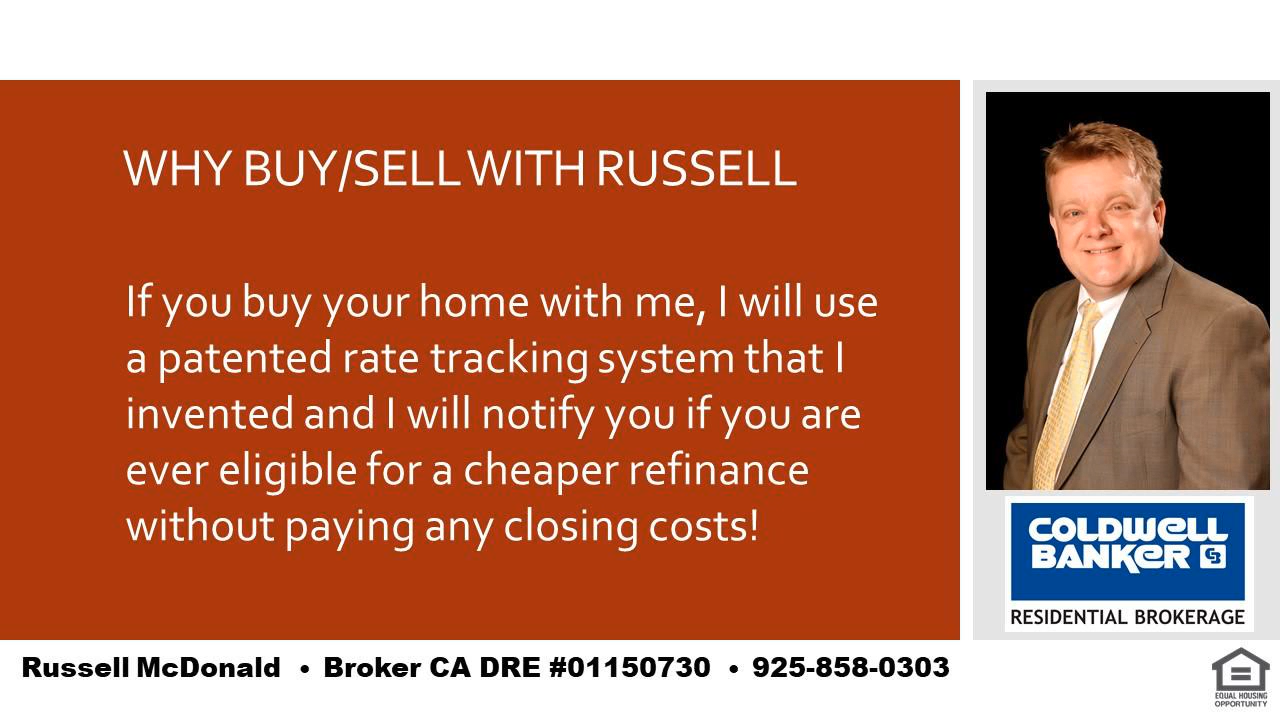 WHY BUY/SELL WITH RUSSELL
If you buy your home with me, I will use
a patented rate tracking system that I
invented and I will notify you if you are
ever eligible for a cheaper refinance
without paying any closing costs!
COLDWELL
BANKER CB
RESIDENTIAL BROKERAGE
Russell McDonald • Broker CA DRE #01150730 • 925-858-0303
EQUAL HOUSING
OPPORTUNITY